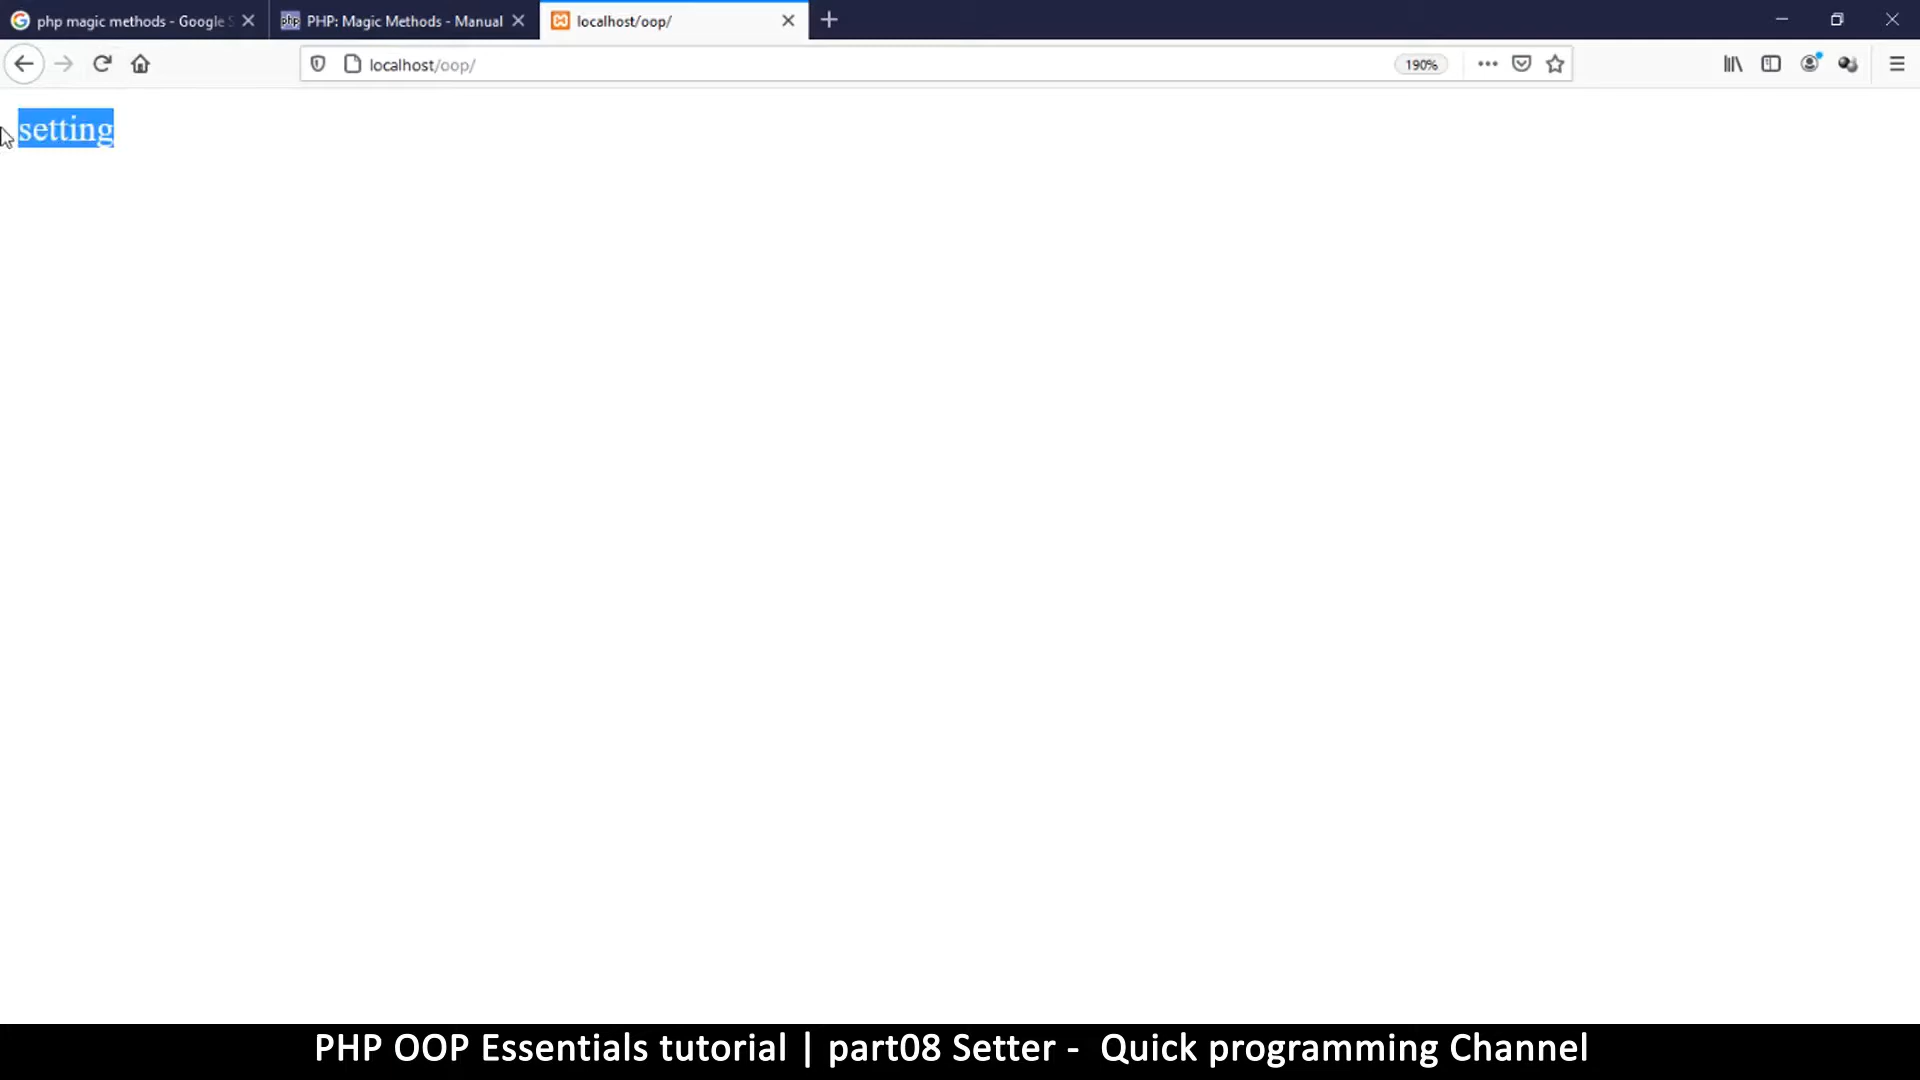 php magic methods - Google S
php PHP: Magic Methods - Manual
localhost/oop/
localhost/oop/
190%
setting
PHP OOP Essentials tutorial | part08 Setter - Quick programming Channel